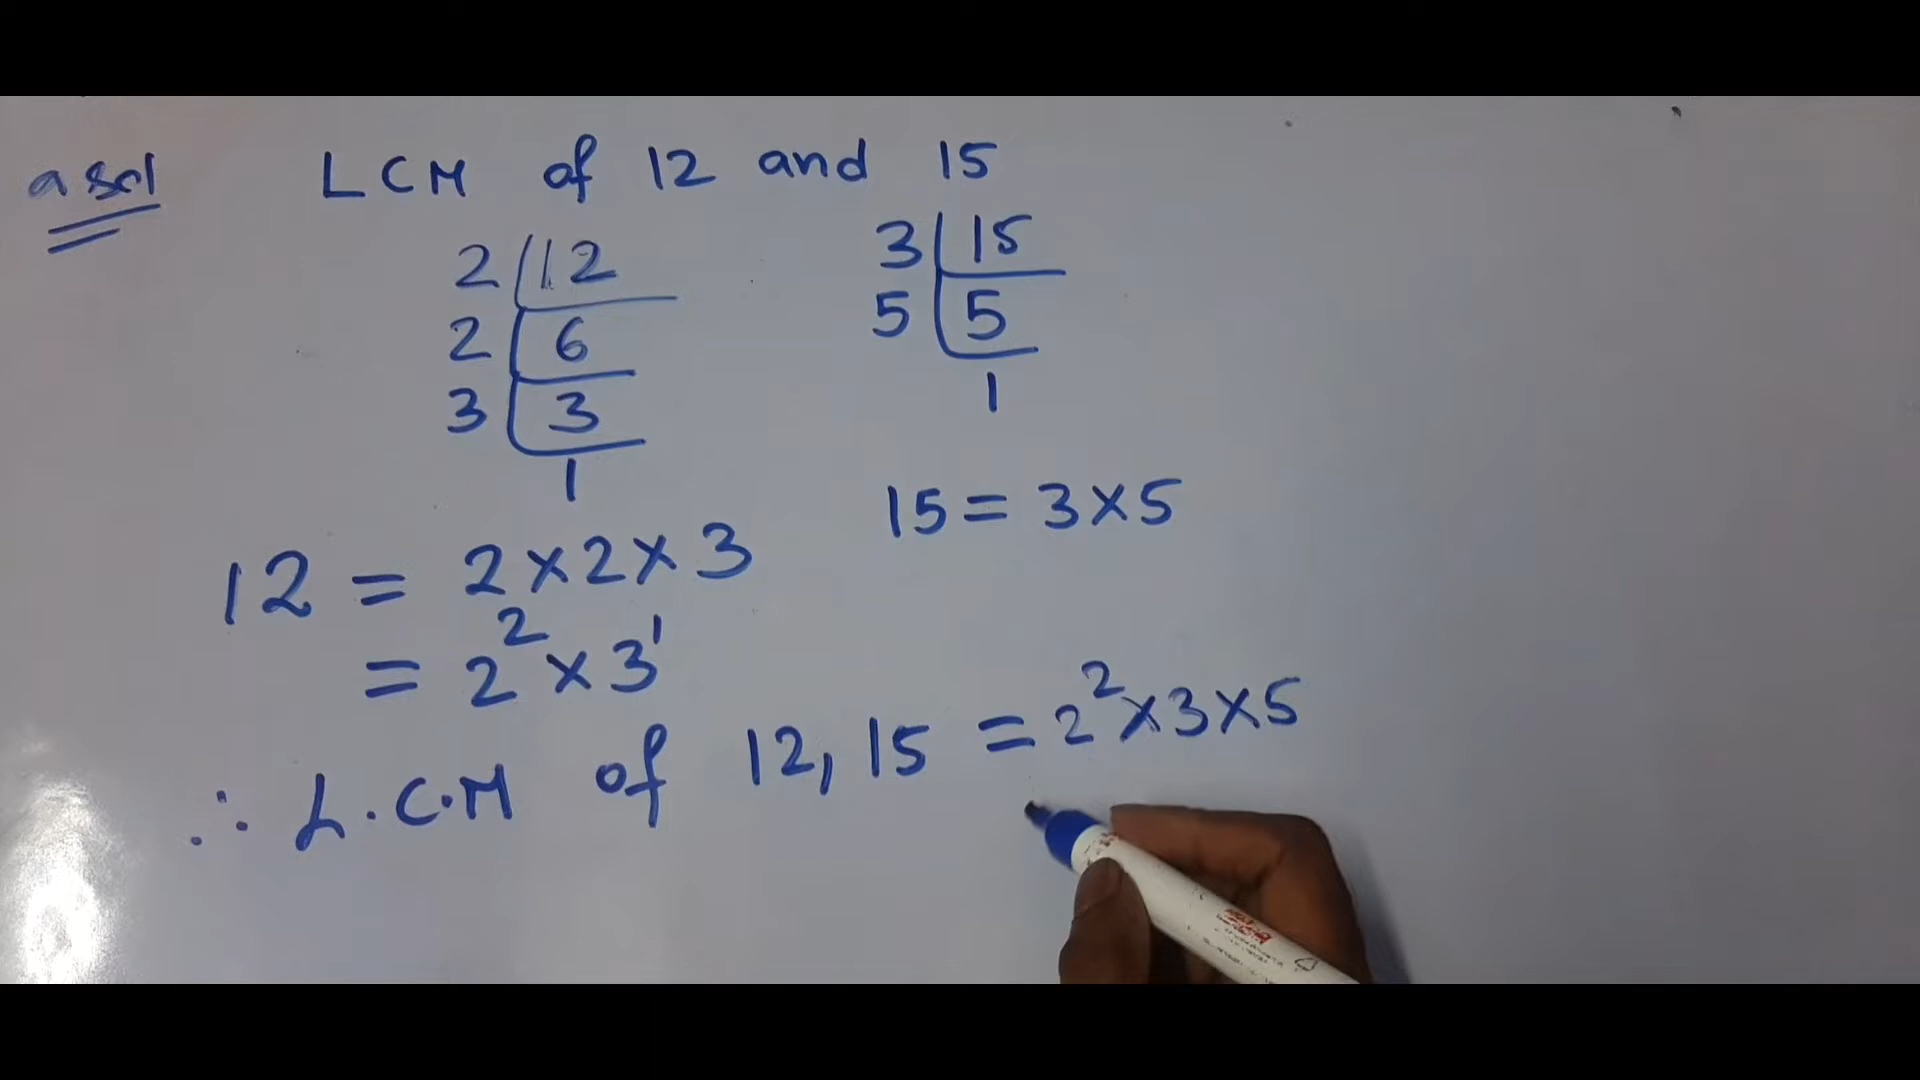 a sol LCM of 12 and 15
2 12
2 6
3 3
1
3 15
5 5
1
15 = 3×5
12 = 2×2×3
= 2²×3¹
∴ L.C.M of 12, 15 = 2²×3×5